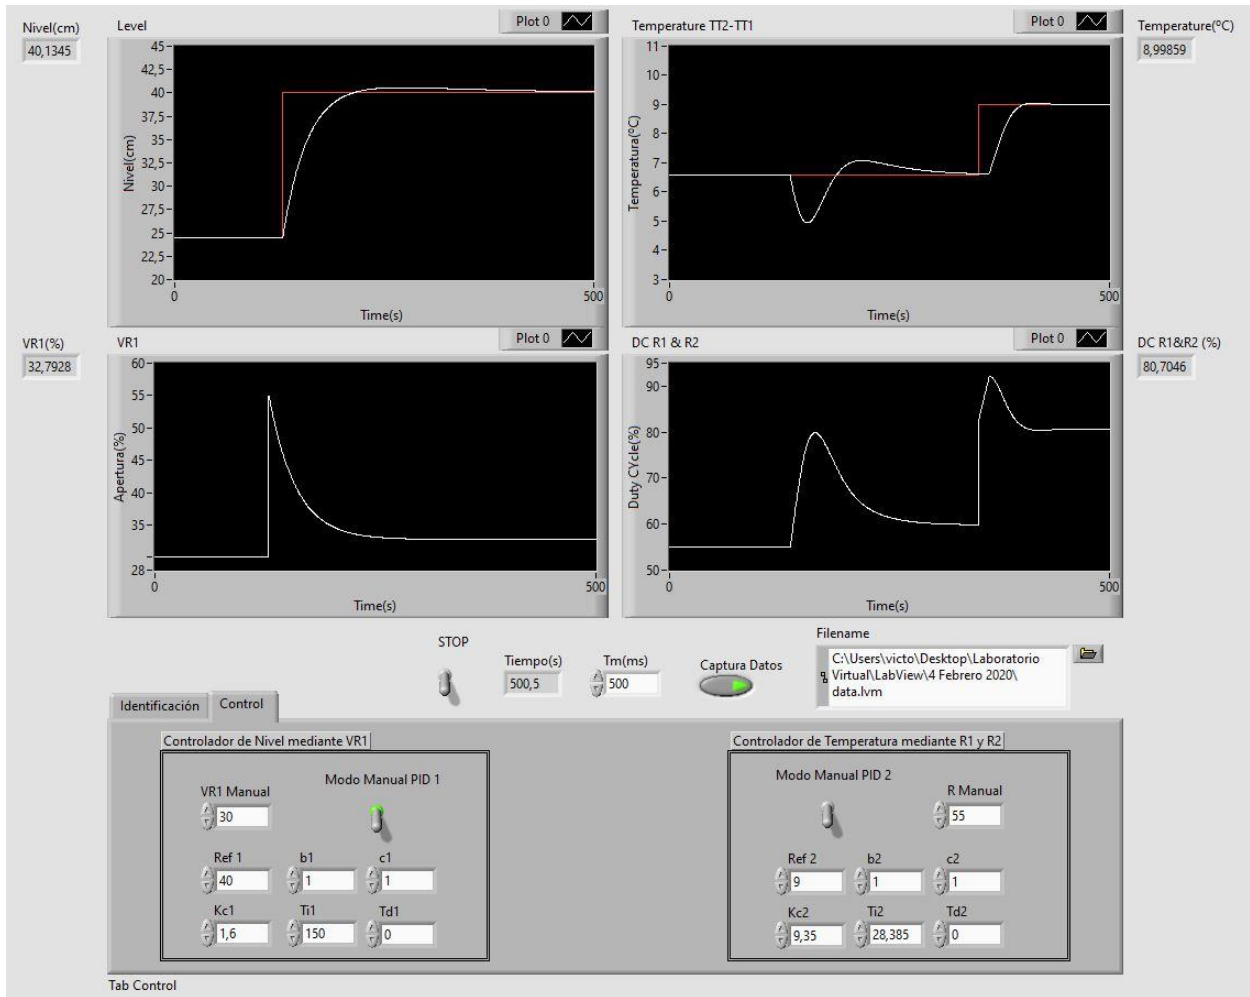 Nivel(cm)
40,1345
Level
Plot 0
45
42,5
40
37,5
35
32,5
30
27,5
25
22,5
20
Nivel(cm)
0
500
Time(s)
Temperature TT2-TT1
Plot 0
11
10
9
8
7
6
5
4
3
Temperatura(ºC)
0
500
Time(s)
Temperature(ºC)
8,99859
VR1(%)
32,7928
VR1
Plot 0
60
55
50
45
40
35
28
Apertura(%)
0
500
Time(s)
DC R1 & R2
Plot 0
95
90
80
70
60
50
Duty CYcle(%)
0
500
Time(s)
DC R1&R2 (%)
80,7046
STOP
Tiempo(s)
500,5
Tm(ms)
500
Captura Datos
Filename
C:\Users\victo\Desktop\Laboratorio
Virtual\LabView\4 Febrero 2020\
data.lvm
Identificación
Control
Controlador de Nivel mediante VR1
VR1 Manual
30
Modo Manual PID 1
Ref 1
40
b1
1
c1
1
Kc1
1,6
Ti1
150
Td1
0
Controlador de Temperatura mediante R1 y R2
Modo Manual PID 2
R Manual
55
Ref 2
9
b2
1
c2
1
Kc2
9,35
Ti2
28,385
Td2
0
Tab Control